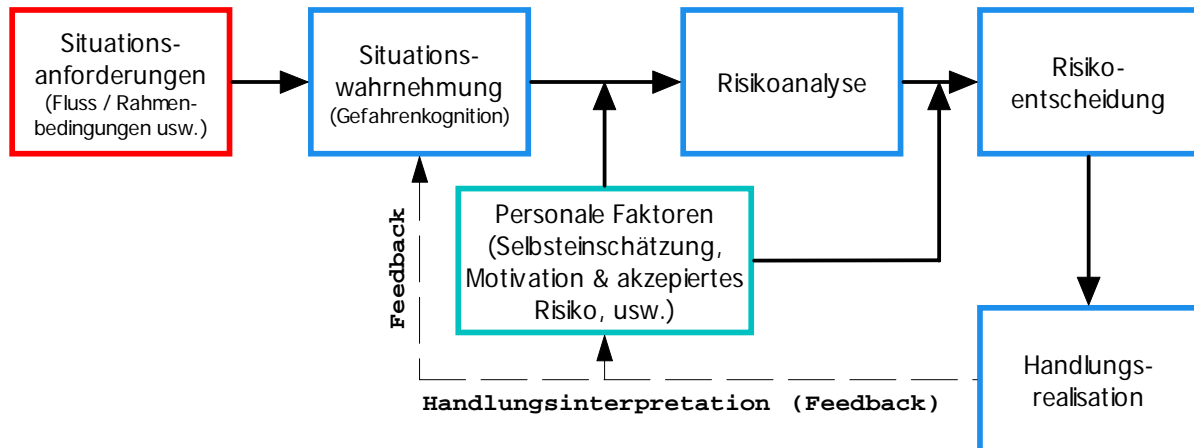 Situations-
anforderungen
(Fluss / Rahmen-
bedingungen usw.)
Situations-
wahrnehmung
(Gefahrenkognition)
Risikoanalyse
Risiko-
entscheidung
Personale Faktoren
(Selbsteinschätzung,
Motivation & akzepiertes
Risiko, usw.)
Feedback
Handlungs-
realisation
Handlungsinterpretation (Feedback)